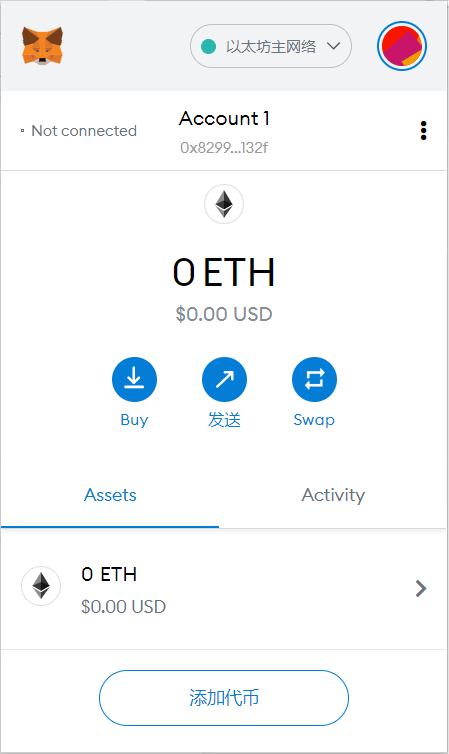 以太坊主网络
Not connected
Account 1
0x8299...132f
0 ETH
$0.00 USD
Buy
发送
Swap
Assets
Activity
0 ETH
$0.00 USD
添加代币